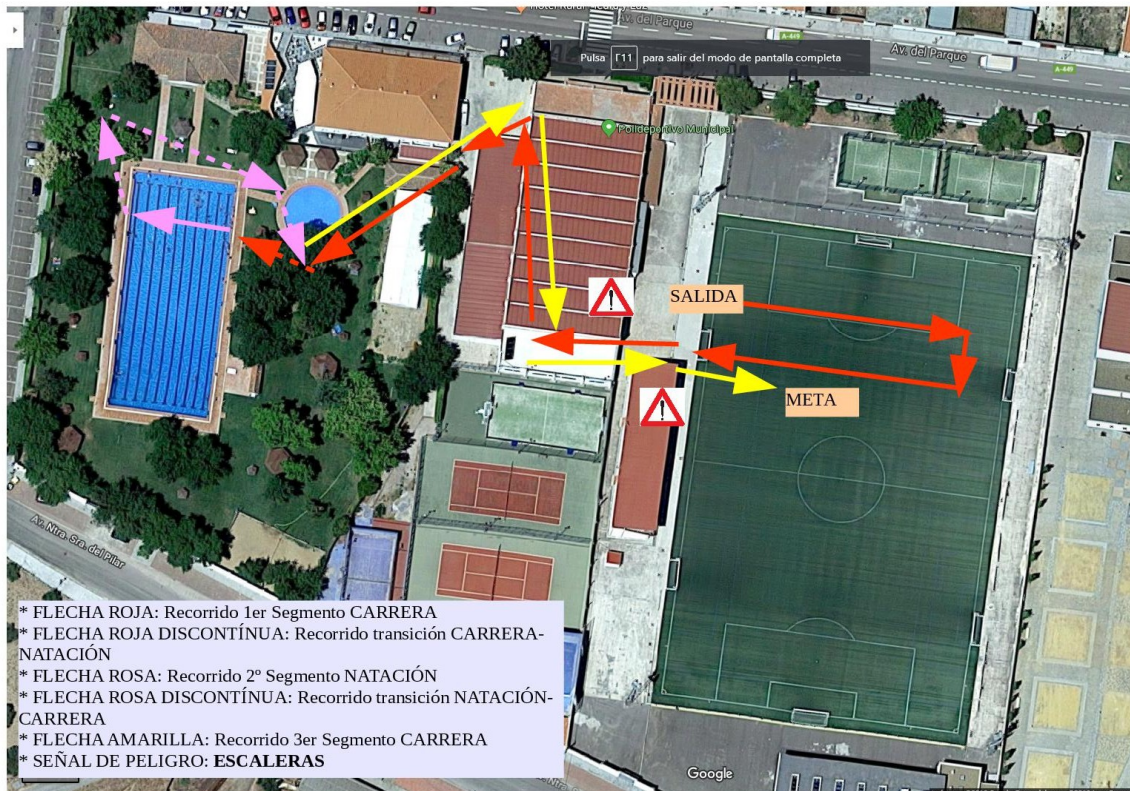 Av. del Parque
A-449
Av. del Parque
A-449
Pulsa F11 para salir del modo de pantalla completa
Polideportivo Municipal
SALIDA
META
Av. Ntra. Sra. del Pilar
* FLECHA ROJA: Recorrido 1er Segmento CARRERA
* FLECHA ROJA DISCONTÍNUA: Recorrido transición CARRERA-
NATACIÓN
* FLECHA ROSA: Recorrido 2º Segmento NATACIÓN
* FLECHA ROSA DISCONTÍNUA: Recorrido transición NATACIÓN-
CARRERA
* FLECHA AMARILLA: Recorrido 3er Segmento CARRERA
* SEÑAL DE PELIGRO: ESCALERAS
Google